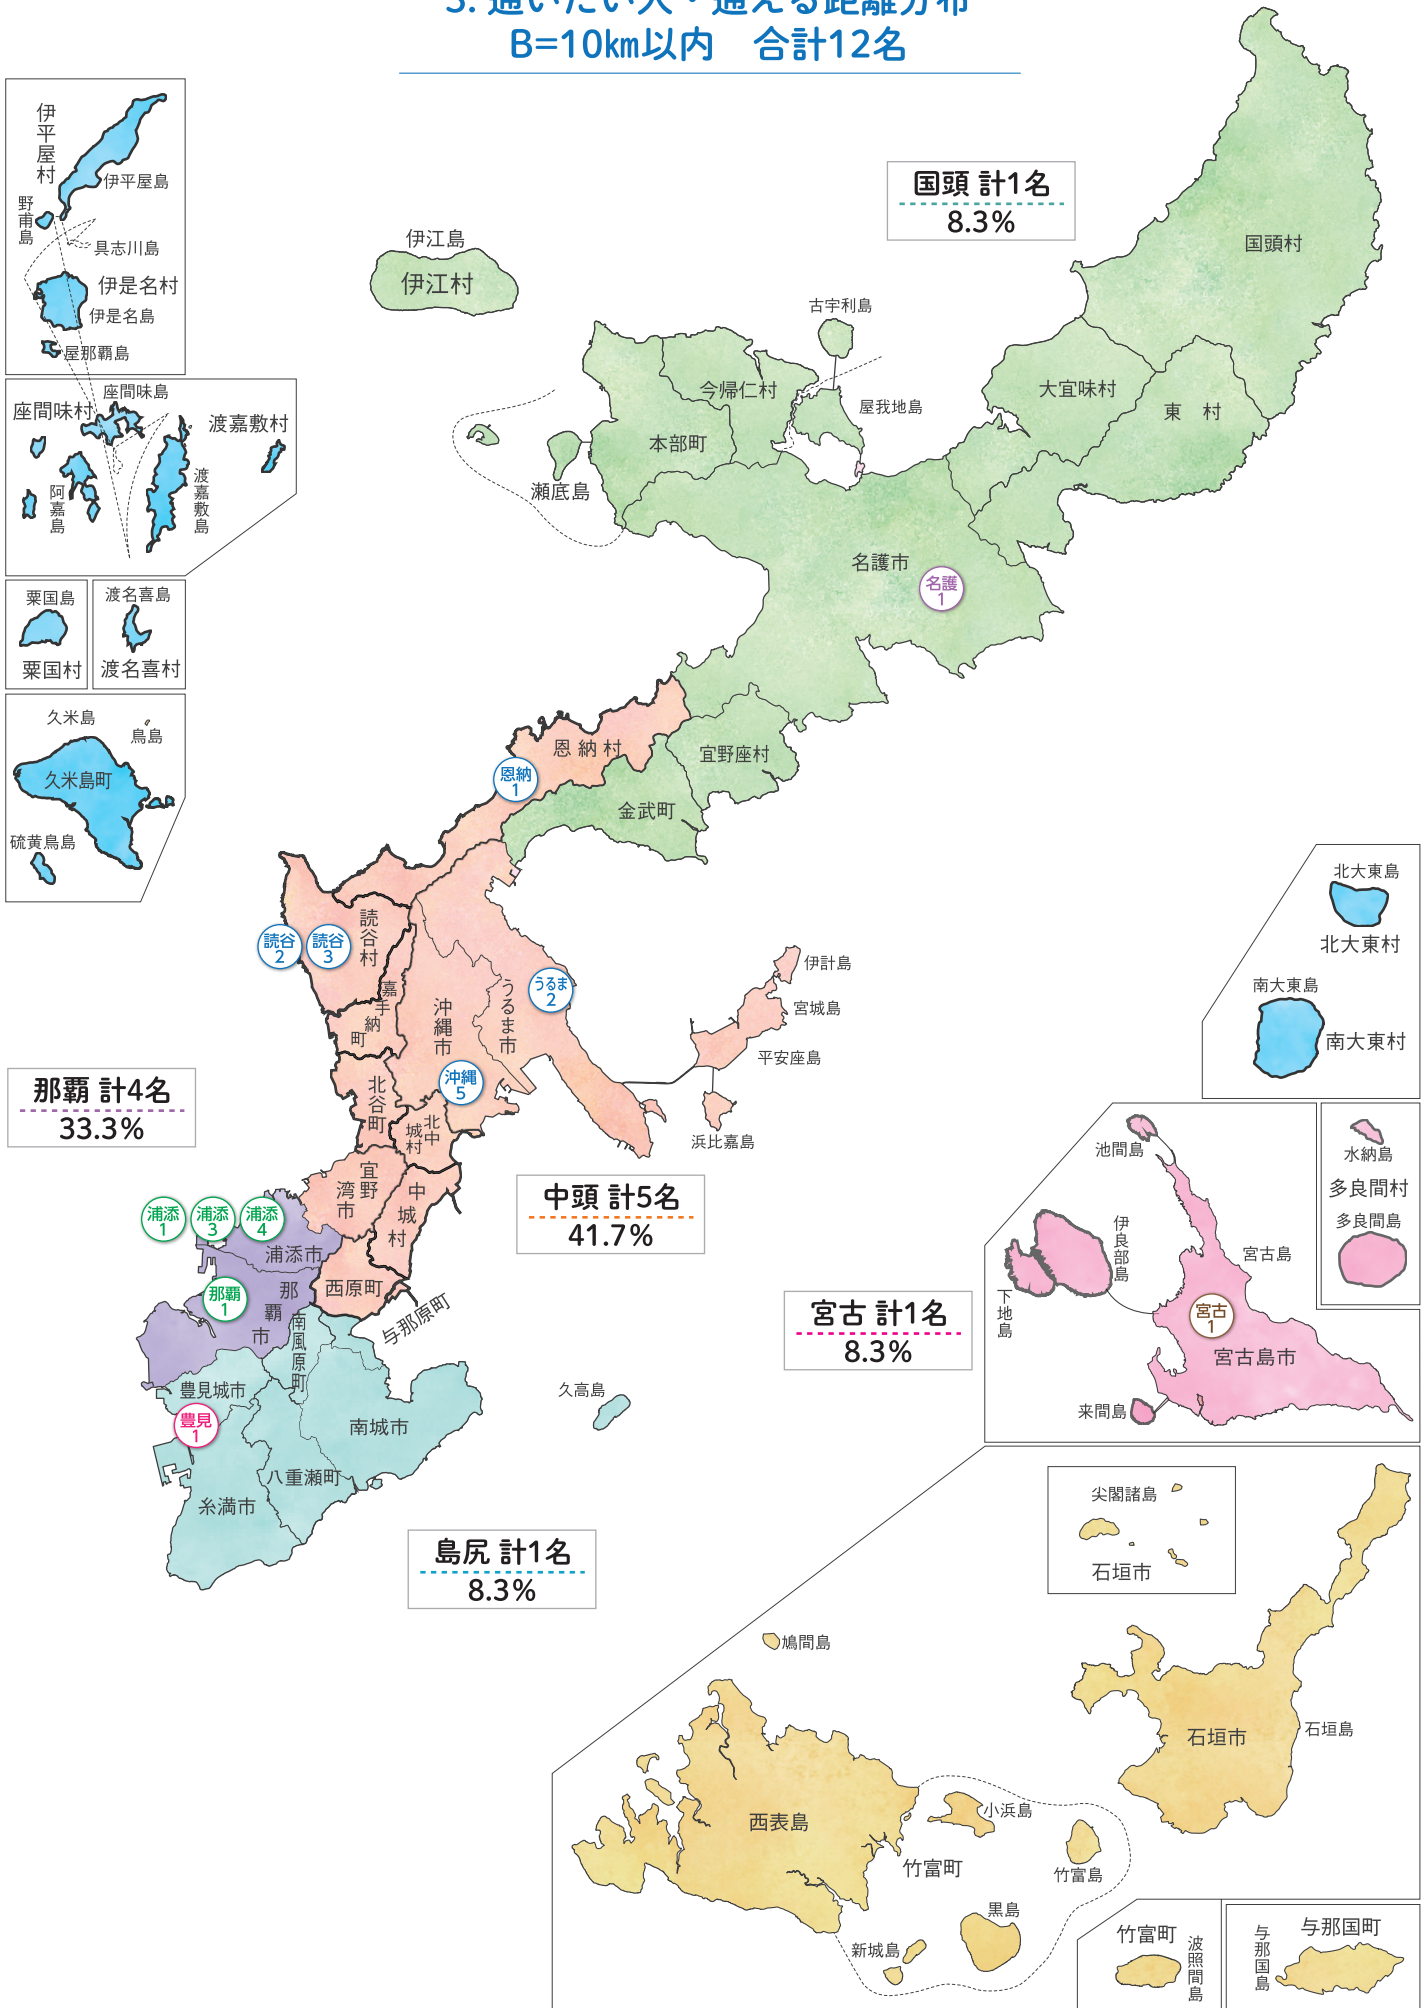 3. 通いたい人・通える距離分布
B=10㎞以内　合計12名
伊平屋村
伊平屋島
野甫島
具志川島
伊是名村
伊是名島
屋那覇島
座間味島
座間味村
渡嘉敷村
阿嘉島
渡嘉敷島
粟国島
粟国村
渡名喜島
渡名喜村
久米島
鳥島
久米島町
硫黄鳥島
国頭 計1名
8.3%
伊江島
伊江村
国頭村
古宇利島
今帰仁村
屋我地島
大宜味村
東　村
本部町
瀬底島
名護市
名護
1
恩納村
恩納
1
宜野座村
金武町
読谷
2
読谷
3
読谷村
嘉手納町
沖縄市
うるま市
うるま
2
沖縄
5
伊計島
宮城島
平安座島
浜比嘉島
北谷町
北中城村
宜野湾市
中城村
西原町
与那原町
中頭 計5名
41.7%
那覇 計4名
33.3%
浦添
1
浦添
3
浦添
4
浦添市
那覇
1
那覇市
南風原町
豊見城市
豊見
1
南城市
八重瀬町
糸満市
久高島
島尻 計1名
8.3%
北大東島
北大東村
南大東島
南大東村
池間島
伊良部島
下地島
宮古島
宮古
1
宮古島市
来間島
水納島
多良間村
多良間島
宮古 計1名
8.3%
尖閣諸島
石垣市
鳩間島
石垣市
石垣島
西表島
小浜島
竹富町
竹富島
黒島
新城島
竹富町
波照間島
与那国町
与那国島